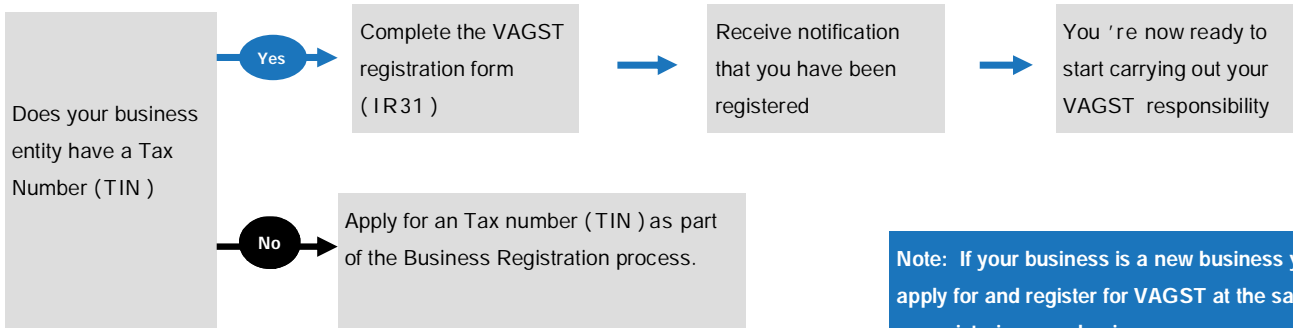 Does your business
entity have a Tax
Number (TIN)
Yes
Complete the VAGST
registration form
(IR31)
Receive notification
that you have been
registered
You 're now ready to
start carrying out your
VAGST responsibility
No
Apply for an Tax number (TIN) as part
of the Business Registration process.
Note: If your business is a new business
apply for and register for VAGST at the